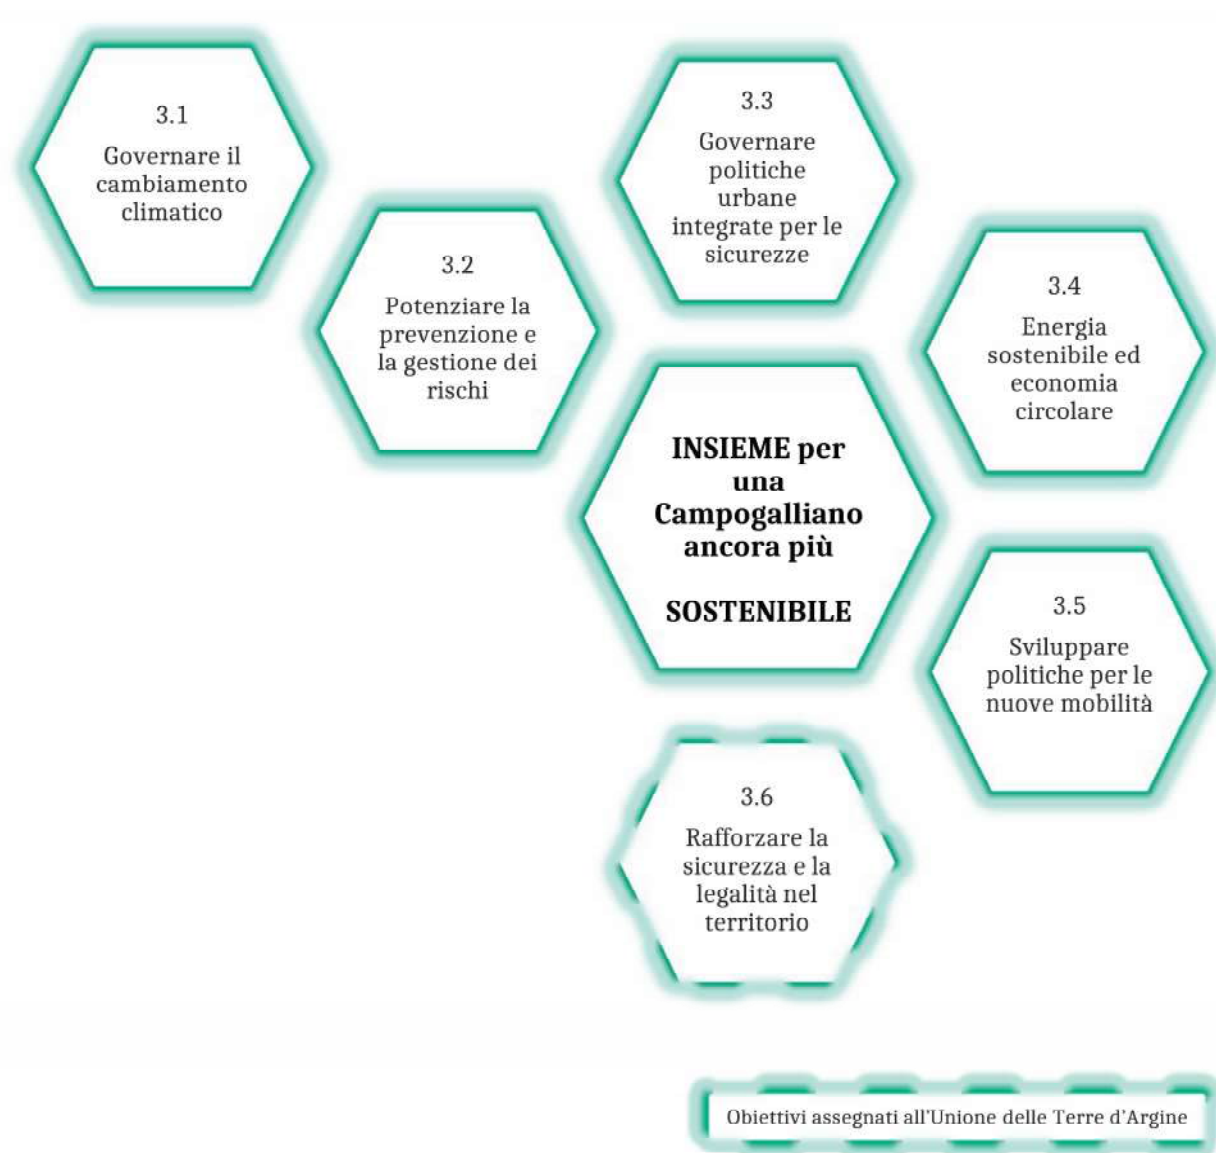 3.1
Governare il
cambiamento
climatico
3.2
Potenziare la
prevenzione e
la gestione dei
rischi
3.3
Governare
politiche
urbane
integrate per le
sicurezze
3.4
Energia
sostenibile ed
economia
circolare
INSIEME per
una
Campogalliano
ancora più
SOSTENIBILE
3.5
Sviluppare
politiche per le
nuove mobilità
3.6
Rafforzare la
sicurezza e la
legalità nel
territorio
Obiettivi assegnati all'Unione delle Terre d'Argine